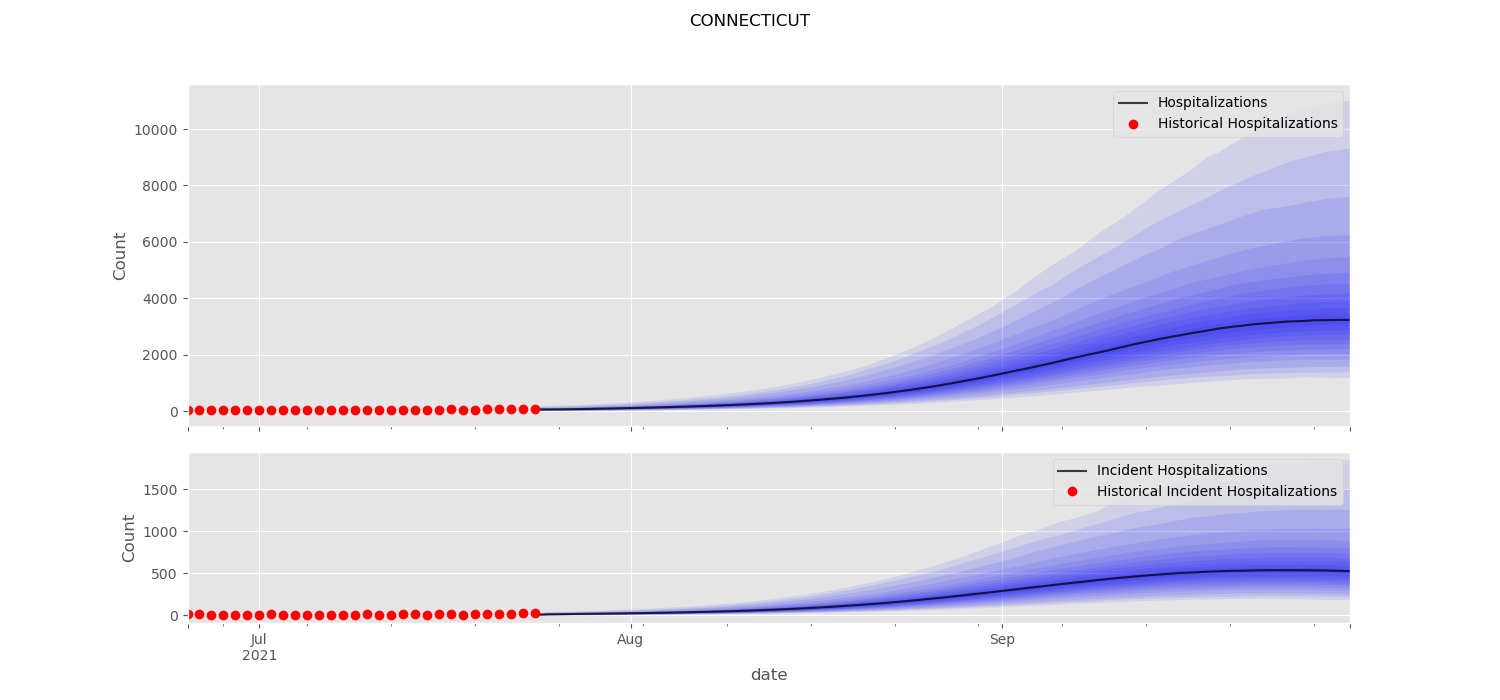 CONNECTICUT
Hospitalizations
Historical Hospitalizations
Count
10000
8000
6000
4000
2000
0
Incident Hospitalizations
Historical Incident Hospitalizations
Count
1500
1000
500
0
Jul
2021
Aug
Sep
date